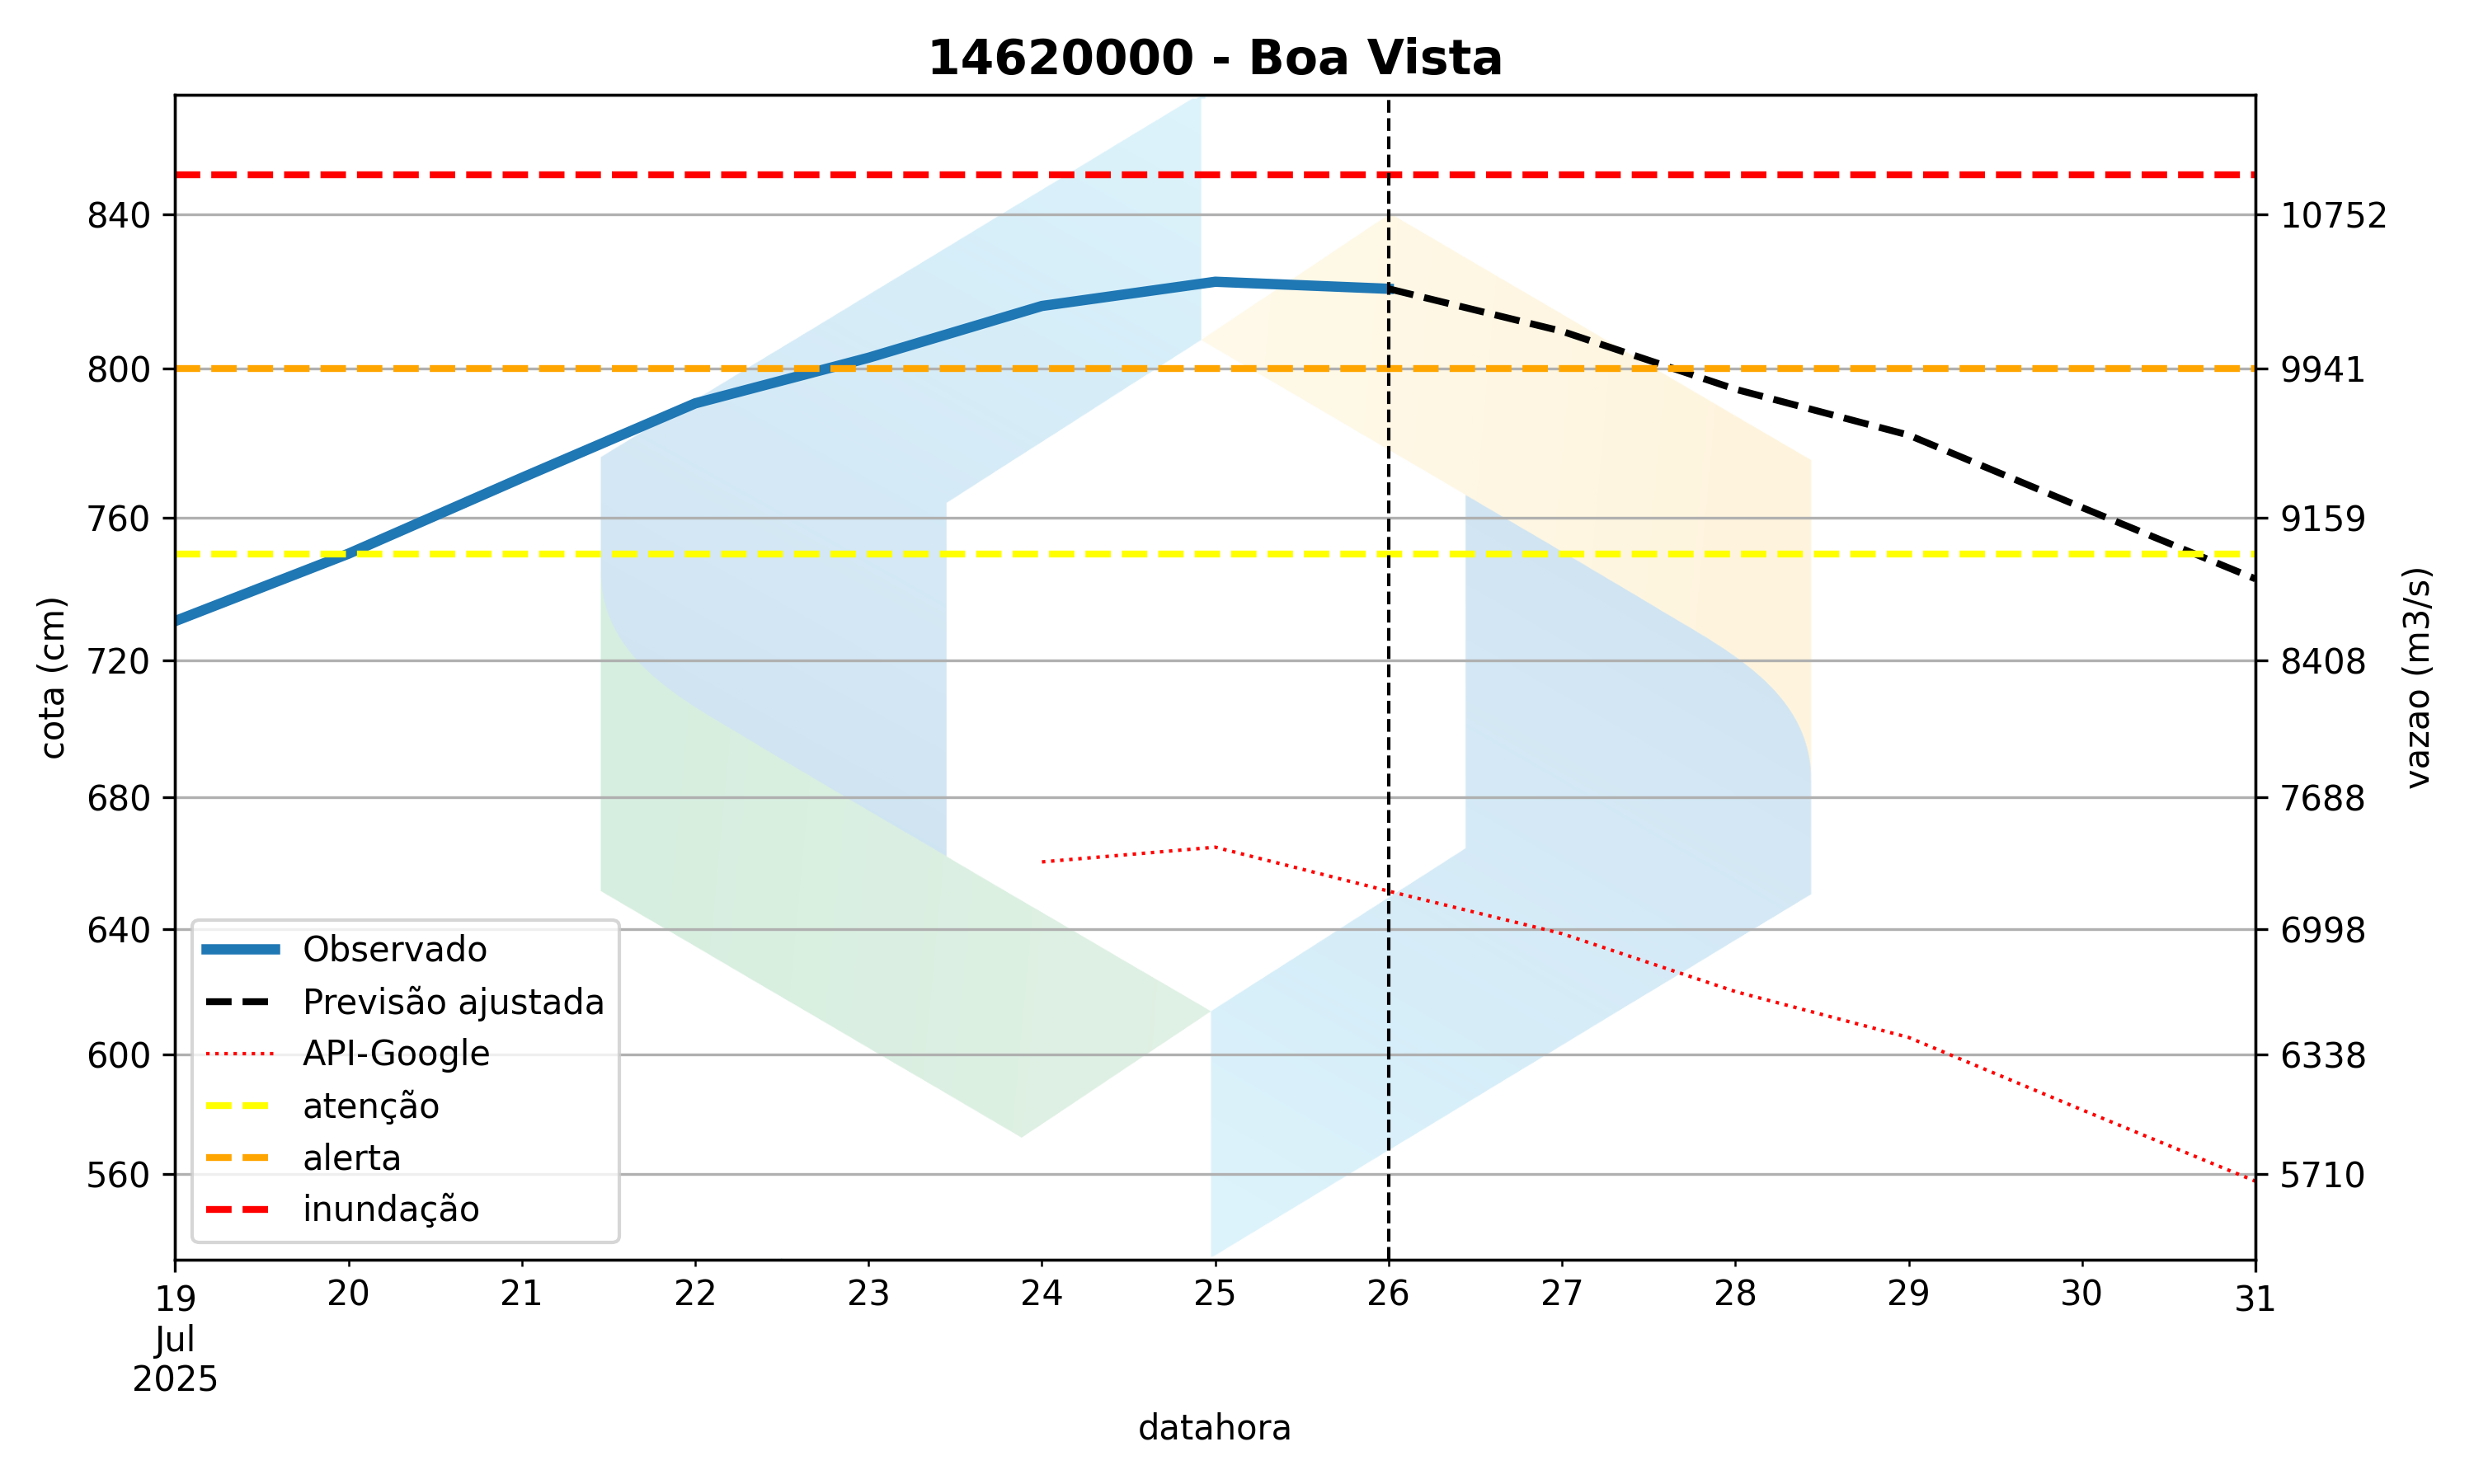 14620000 - Boa Vista
840
800
760
720
680
640
600
560
cota (cm)
10752
9941
9159
8408
7688
6998
6338
5710
vazao (m3/s)
Observado
Previsão ajustada
API-Google
atenção
alerta
inundação
19
Jul
2025
20
21
22
23
24
25
26
27
28
29
30
31
datahora